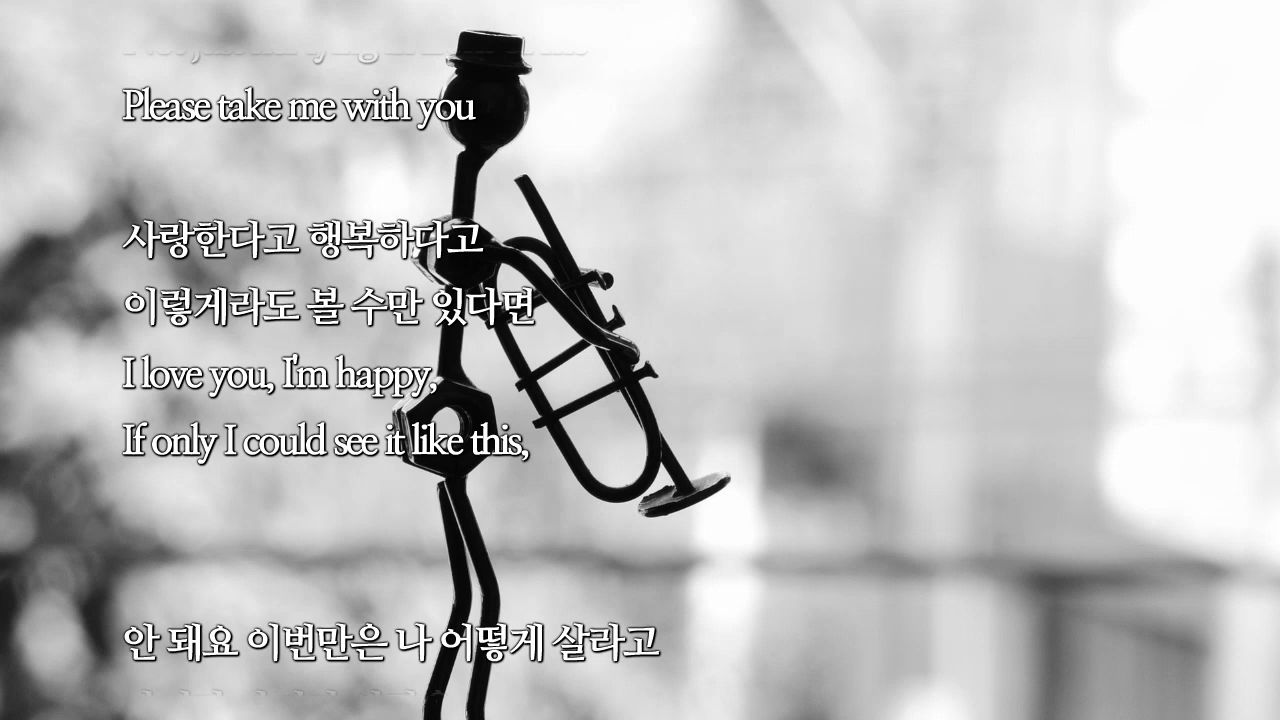 Please take me with you
사랑한다고 행복하다고
이렇게라도 볼 수만 있다면
I love you, I'm happy,
If only I could see it like this,
안 돼요 이번만은 나 어떻게 살라고